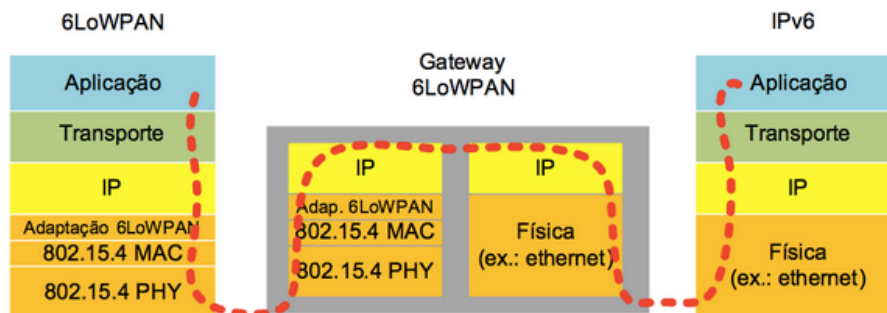 6LoWPAN
Aplicação
Transporte
IP
Adaptação 6LoWPAN
802.15.4 MAC
802.15.4 PHY
Gateway
6LoWPAN
IP
Adap. 6LoWPAN
802.15.4 MAC
802.15.4 PHY
IP
Física
(ex.: ethernet)
IPv6
Aplicação
Transporte
IP
Física
(ex.: ethernet)